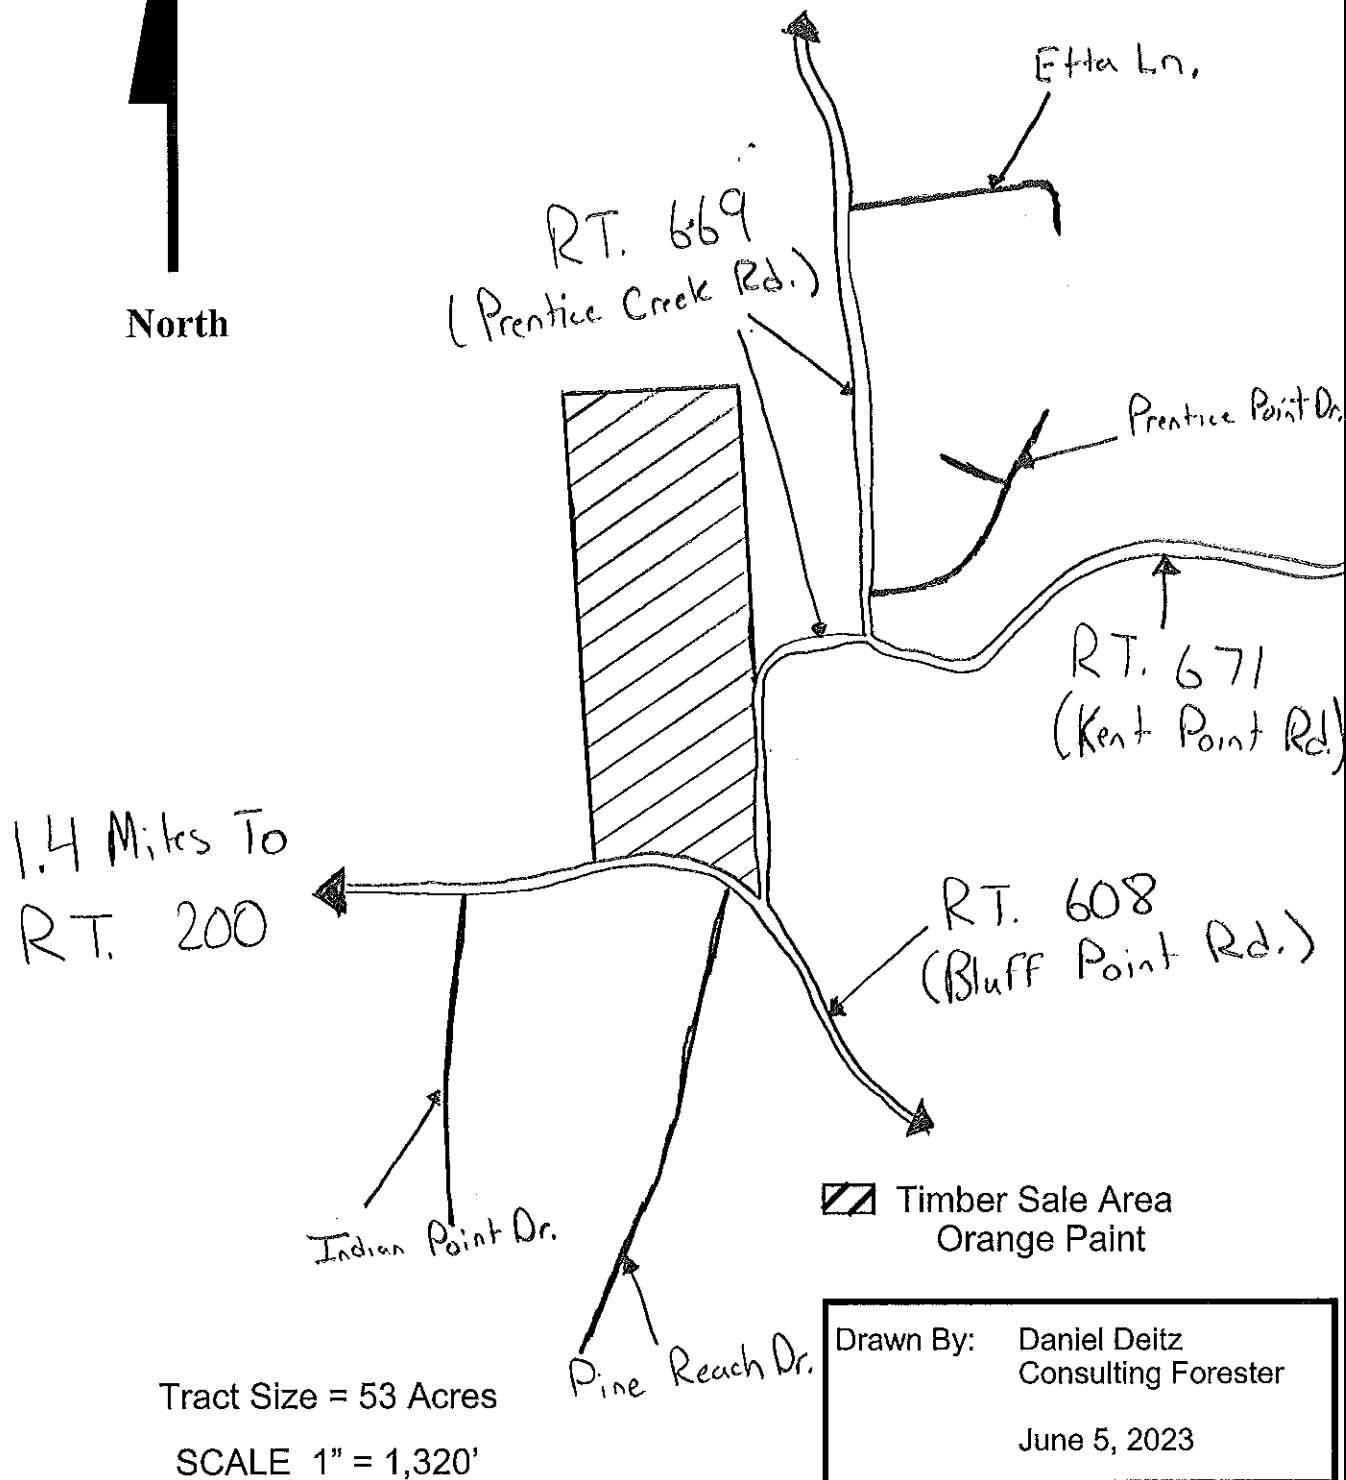 Etta Ln.
RT. 669
(Prentice Creek Rd.)
North
Prentice Point Dr.
RT. 671
(Kent Point Rd.)
1.4 Miles To
RT. 200
RT. 608
(Bluff Point Rd.)
Timber Sale Area
Orange Paint
Indian Point Dr.
Pine Reach Dr.
Tract Size = 53 Acres
SCALE 1" = 1,320'
Drawn By: Daniel Deitz
Consulting Forester
June 5, 2023